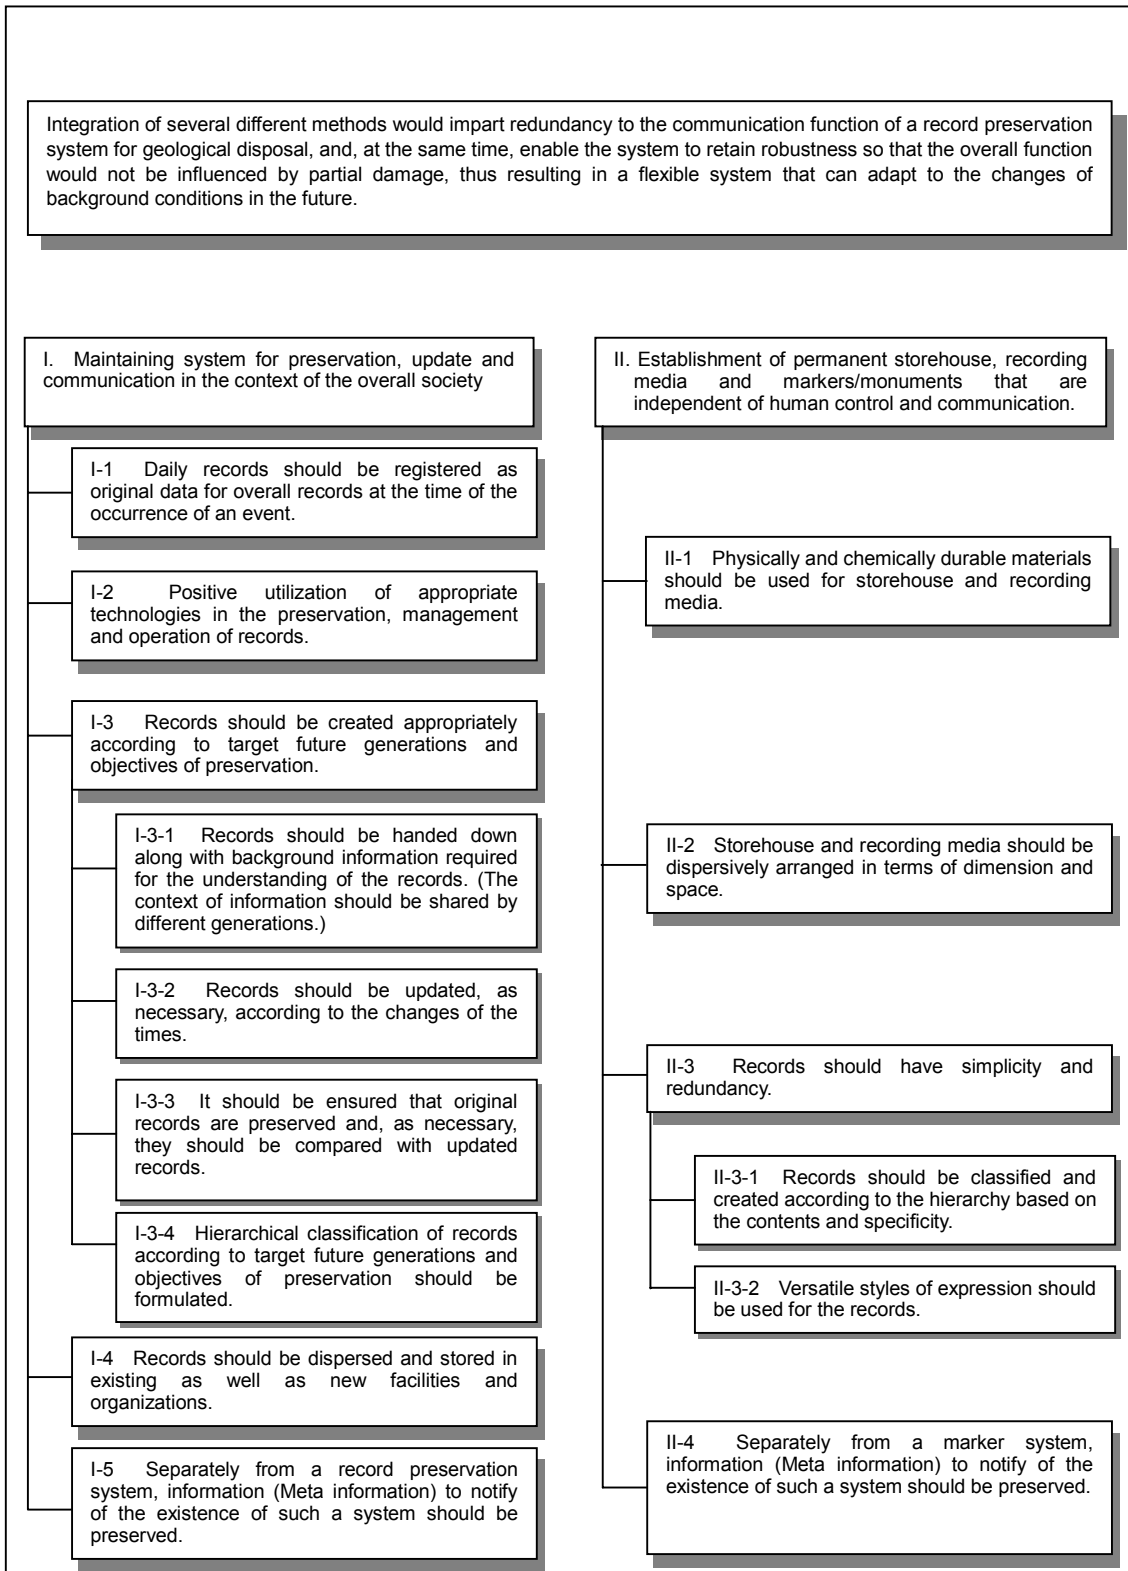 Integration of several different methods would impart redundancy to the communication function of a record preservation
system for geological disposal, and, at the same time, enable the system to retain robustness so that the overall function
would not be influenced by partial damage, thus resulting in a flexible system that can adapt to the changes of
background conditions in the future.
I. Maintaining system for preservation, update and
communication in the context of the overall society
I-1 Daily records should be registered as
original data for overall records at the time of the
occurrence of an event.
I-2 Positive utilization of appropriate
technologies in the preservation, management
and operation of records.
I-3 Records should be created appropriately
according to target future generations and
objectives of preservation.
I-3-1 Records should be handed down
along with background information required
for the understanding of the records. (The
context of information should be shared by
different generations.)
I-3-2 Records should be updated, as
necessary, according to the changes of the
times.
I-3-3 It should be ensured that original
records are preserved and, as necessary,
they should be compared with updated
records.
I-3-4 Hierarchical classification of records
according to target future generations and
objectives of preservation should be
formulated.
I-4 Records should be dispersed and stored in
existing as well as new facilities and
organizations.
I-5 Separately from a record preservation
system, information (Meta information) to notify
of the existence of such a system should be
preserved.
II. Establishment of permanent storehouse, recording
media and markers/monuments that are
independent of human control and communication.
II-1 Physically and chemically durable materials
should be used for storehouse and recording
media.
II-2 Storehouse and recording media should be
dispersively arranged in terms of dimension and
space.
II-3 Records should have simplicity and
redundancy.
II-3-1 Records should be classified and
created according to the hierarchy based on
the contents and specificity.
II-3-2 Versatile styles of expression should
be used for the records.
II-4 Separately from a marker system,
information (Meta information) to notify of the
existence of such a system should be preserved.